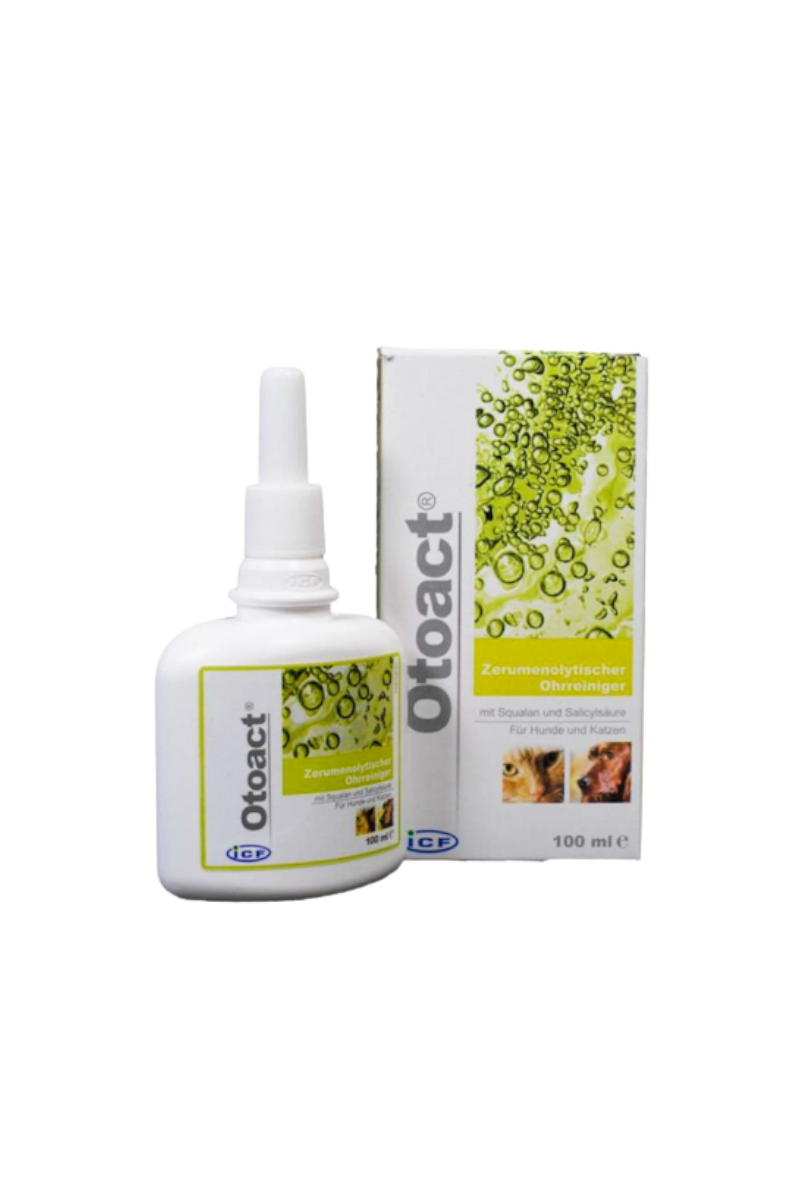 Otoact®
Zerumenolytischer
Ohrreiniger
mit Squalan und Salicylsäure
Für Hunde und Katzen
iCF
100 ml e
iCF
Otoact®
Zerumenolytischer
Ohrreiniger
mit Squalan und Salicylsäure
Für Hunde und Katzen
iCF
100 ml e